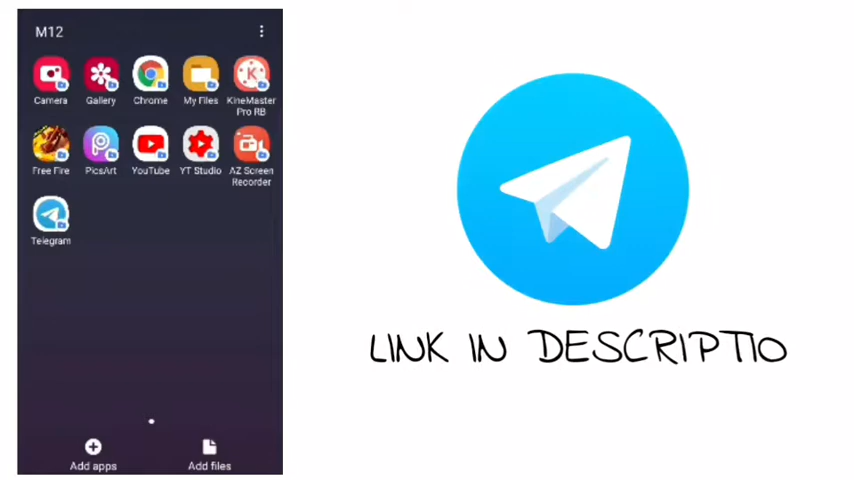 M12
Camera Gallery Chrome My Files KineMaster Pro RB
Free Fire PicsArt YouTube YT Studio AZ Screen Recorder
Telegram
Add apps Add files
LINK IN DESCRIPTIO